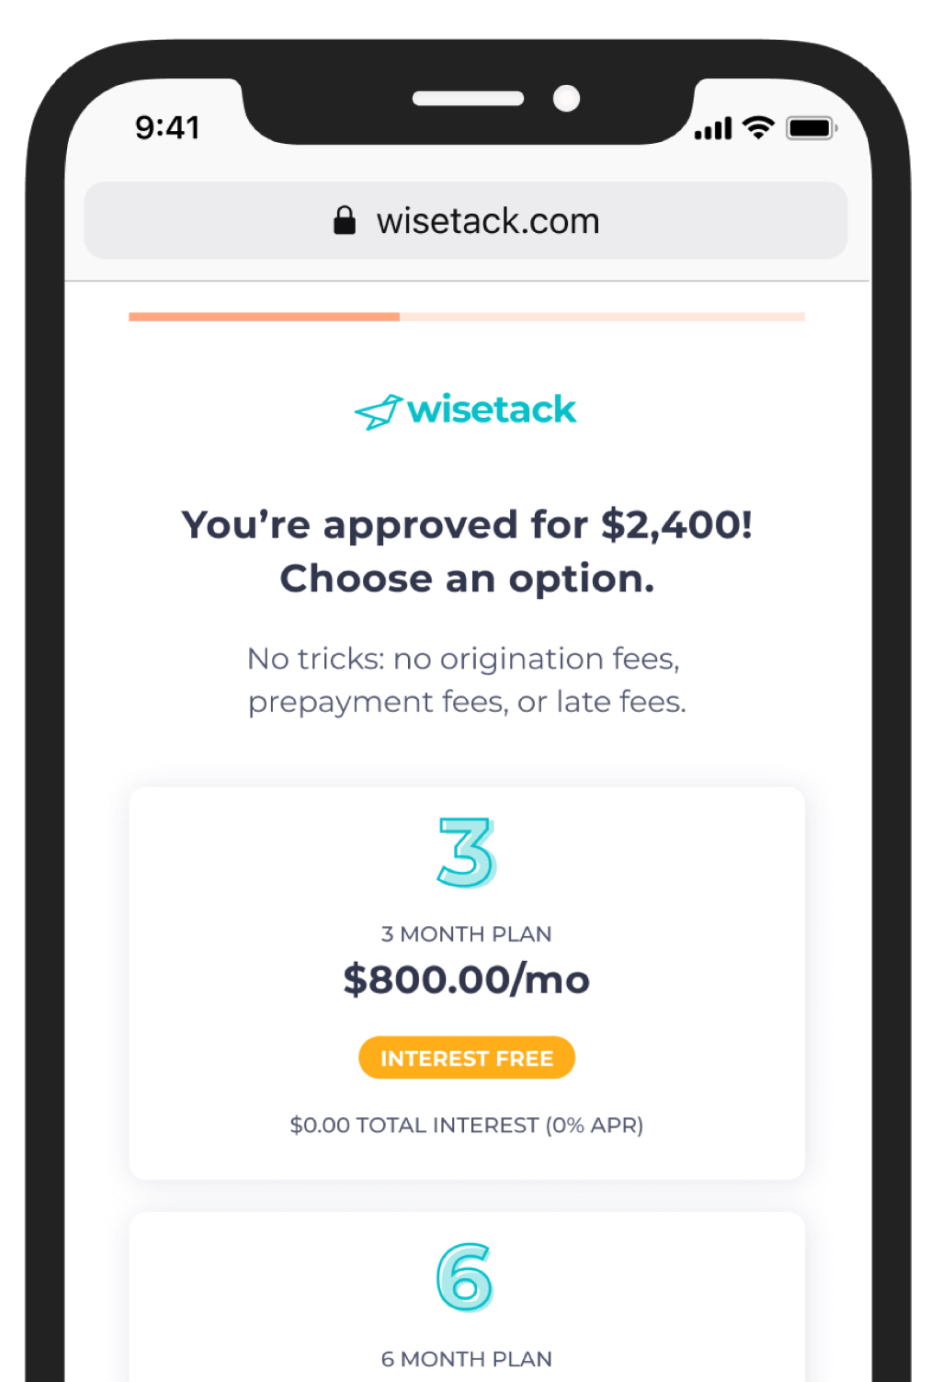 9:41
wisetack.com
wisetack
You’re approved for $2,400!
Choose an option.
No tricks: no origination fees,
prepayment fees, or late fees.
3
3 MONTH PLAN
$800.00/mo
INTEREST FREE
$0.00 TOTAL INTEREST (0% APR)
6
6 MONTH PLAN